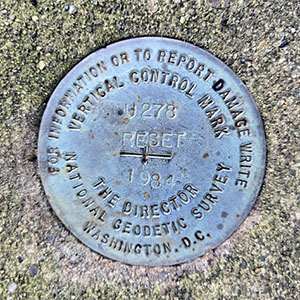 FOR INFORMATION OR TO REPORT DAMAGE WRITE
VERTICAL CONTROL MARK
U 278
RESET
1984
THE DIRECTOR
NATIONAL GEODETIC SURVEY
WASHINGTON, D.C.